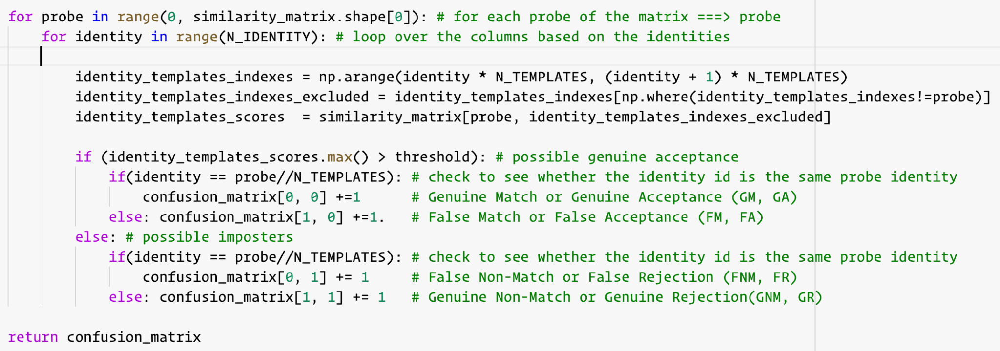 for probe in range(0, similarity_matrix.shape[0]): # for each probe of the matrix ===> probe
    for identity in range(N_IDENTITY): # loop over the columns based on the identities

        identity_templates_indexes = np.arange(identity * N_TEMPLATES, (identity + 1) * N_TEMPLATES)
        identity_templates_indexes_excluded = identity_templates_indexes[np.where(identity_templates_indexes!=probe)]
        identity_templates_scores  = similarity_matrix[probe, identity_templates_indexes_excluded]

        if (identity_templates_scores.max() > threshold): # possible genuine acceptance
            if(identity == probe//N_TEMPLATES): # check to see whether the identity id is the same probe identity
                confusion_matrix[0, 0] +=1      # Genuine Match or Genuine Acceptance (GM, GA)
            else: confusion_matrix[1, 0] +=1.   # False Match or False Acceptance (FM, FA)
        else: # possible imposters
            if(identity == probe//N_TEMPLATES): # check to see whether the identity id is the same probe identity
                confusion_matrix[0, 1] += 1     # False Non-Match or False Rejection (FNM, FR)
            else: confusion_matrix[1, 1] += 1   # Genuine Non-Match or Genuine Rejection(GNM, GR)

return confusion_matrix